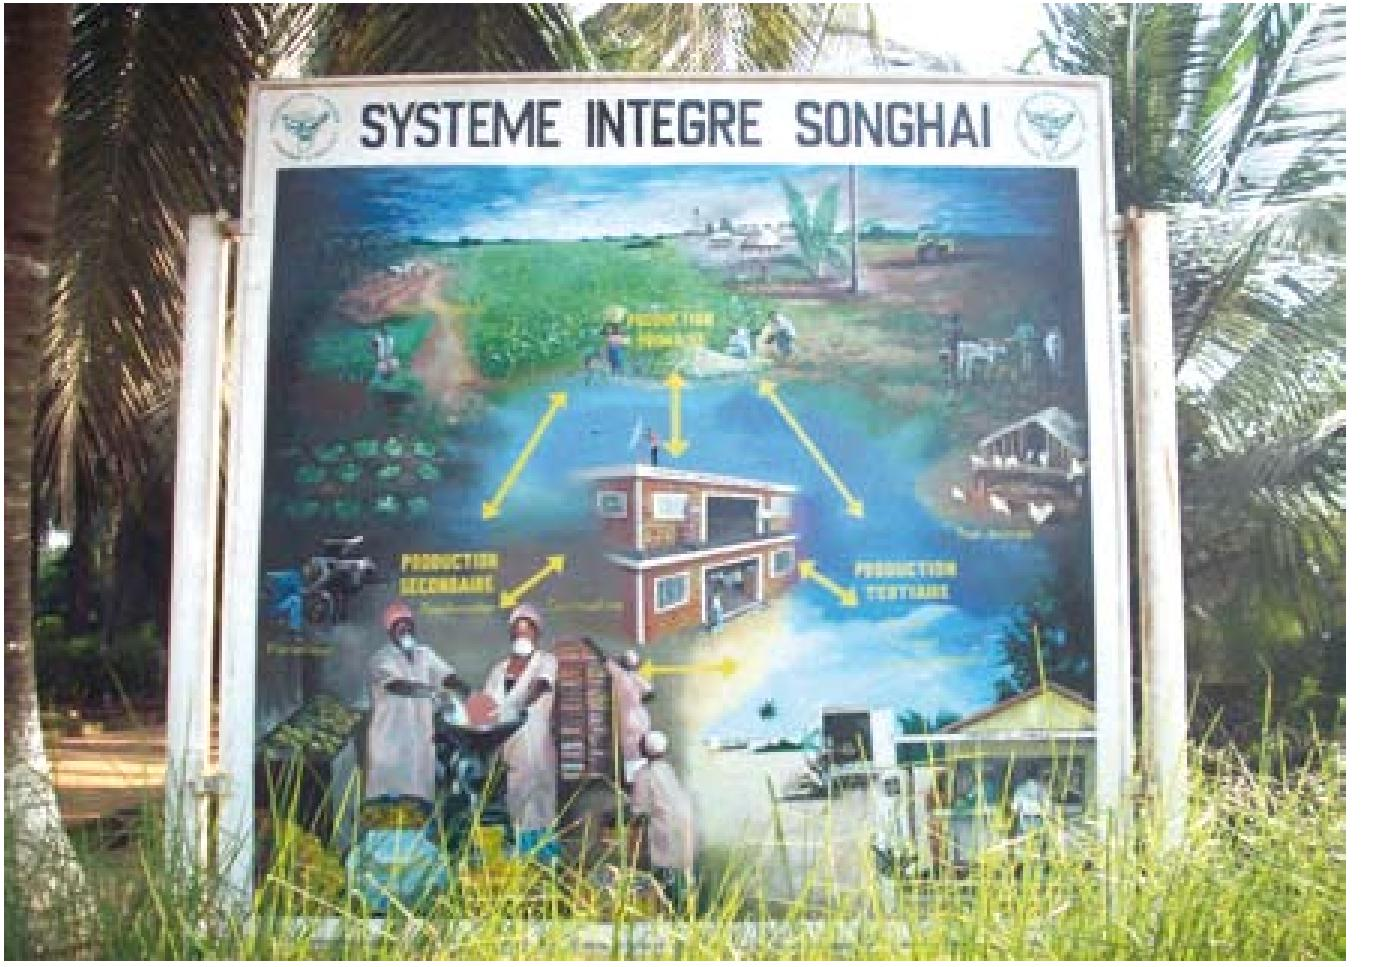 SYSTEME INTEGRE SONGHAI
PRODUCTION
PRIMAIRE
PRODUCTION
SECONDAIRE
PRODUCTION
TERTIAIRE